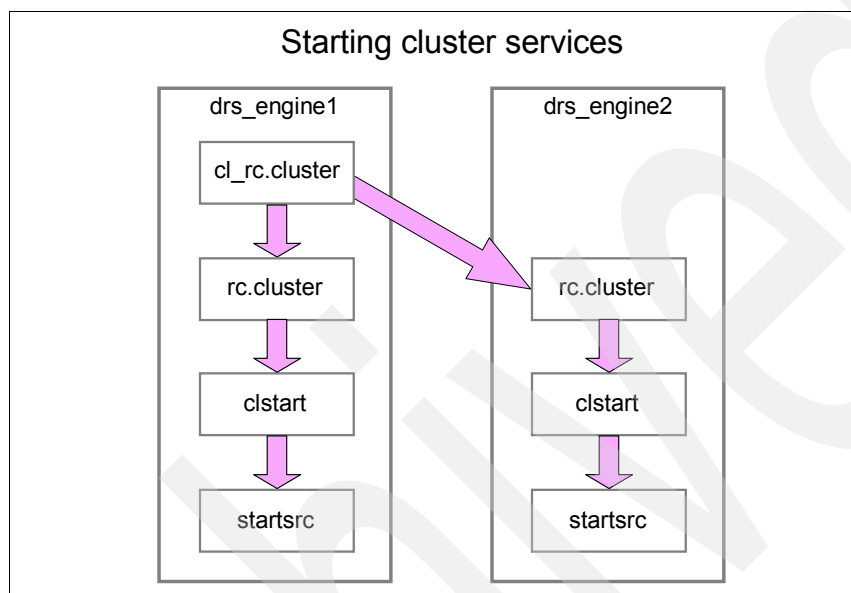 Starting cluster services
drs_engine1
drs_engine2
cl_rc.cluster
rc.cluster
rc.cluster
clstart
clstart
startsrc
startsrc